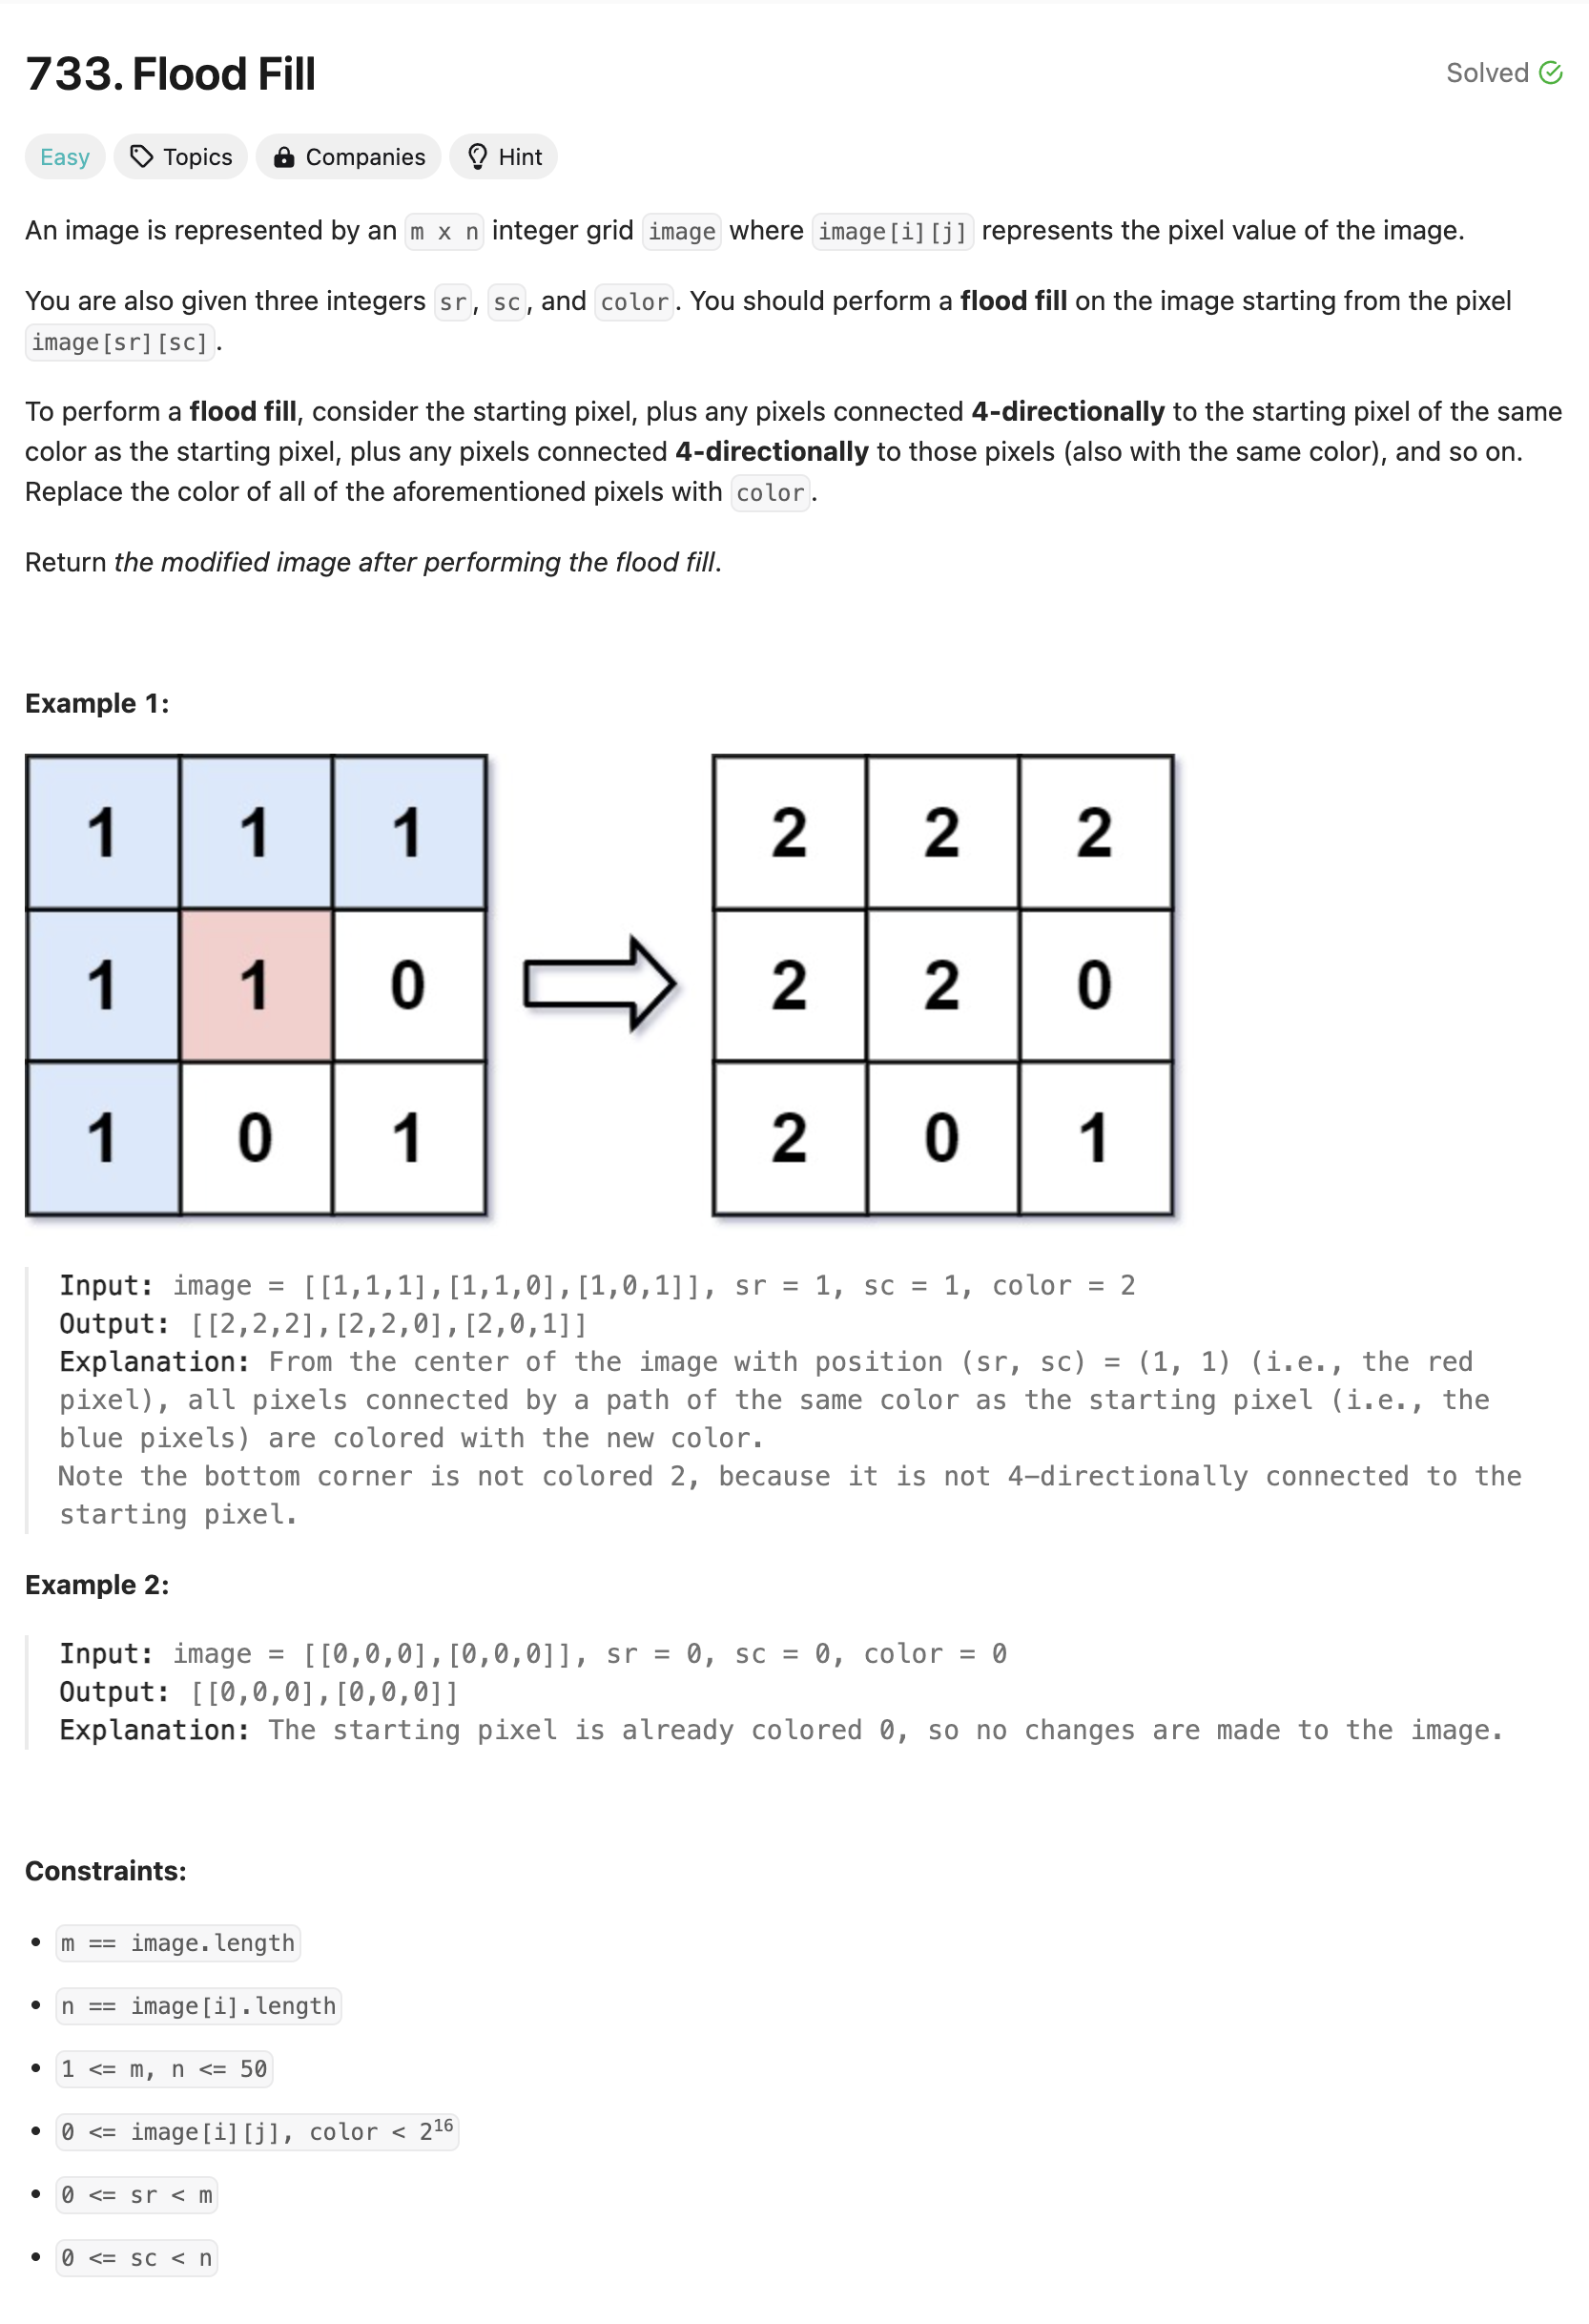 733. Flood Fill
Solved
Easy Topics Companies Hint
An image is represented by an m x n integer grid image where image[i][j] represents the pixel value of the image.
You are also given three integers sr, sc, and color. You should perform a flood fill on the image starting from the pixel
image[sr][sc].
To perform a flood fill, consider the starting pixel, plus any pixels connected 4-directionally to the starting pixel of the same
color as the starting pixel, plus any pixels connected 4-directionally to those pixels (also with the same color), and so on.
Replace the color of all of the aforementioned pixels with color.
Return the modified image after performing the flood fill.
Example 1:
1 1 1 2 2 2
1 1 0 2 2 0
1 0 1 2 0 1
Input: image = [[1,1,1],[1,1,0],[1,0,1]], sr = 1, sc = 1, color = 2
Output: [[2,2,2],[2,2,0],[2,0,1]]
Explanation: From the center of the image with position (sr, sc) = (1, 1) (i.e., the red
pixel), all pixels connected by a path of the same color as the starting pixel (i.e., the
blue pixels) are colored with the new color.
Note the bottom corner is not colored 2, because it is not 4-directionally connected to the
starting pixel.
Example 2:
Input: image = [[0,0,0],[0,0,0]], sr = 0, sc = 0, color = 0
Output: [[0,0,0],[0,0,0]]
Explanation: The starting pixel is already colored 0, so no changes are made to the image.
Constraints:
• m == image.length
• n == image[i].length
• 1 <= m, n <= 50
• 0 <= image[i][j], color < 2¹⁶
• 0 <= sr < m
• 0 <= sc < n